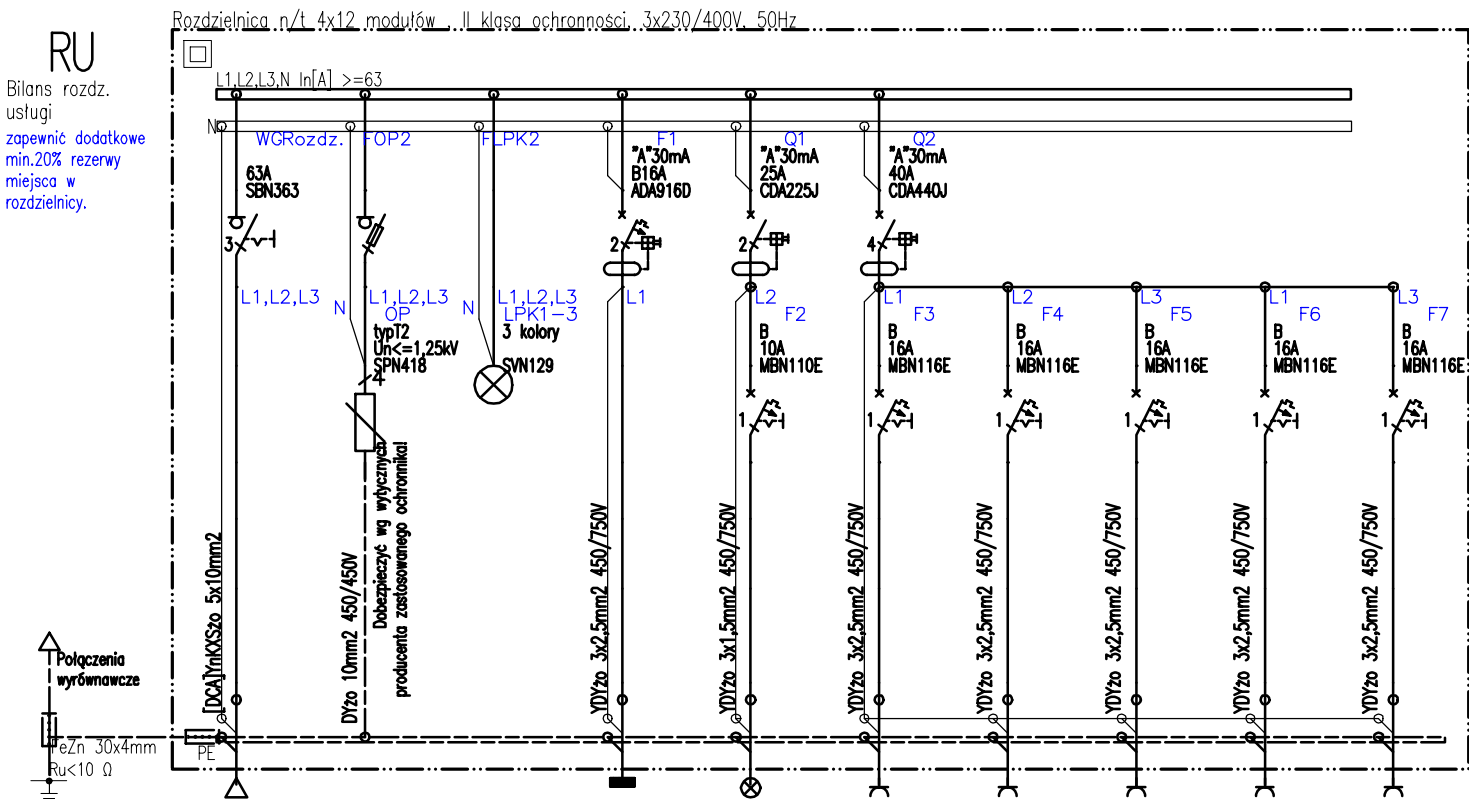 Rozdzielnica n/t 4x12 modułów , II klasa ochronności, 3x230/400V, 50Hz
RU
Bilans rozdz.
usługi
zapewnić dodatkowe
min.20% rezerwy
miejsca w
rozdzielnicy.
L1,L2,L3,N In[A] >=63
N
WGRozdz.
63A
SBN363
3
L1,L2,L3
[DCA]YnKXSżo 5x10mm2
FOP2
N
L1,L2,L3
OP
typT2
Un<=1,25kV
SPN418
4
DYżo 10mm2 450/450V
Dobezpieczyć wg wytycznych
producenta zastosowanego ochronnika!
FLPK2
N
L1,L2,L3
LPK1-3
3 kolory
SVN129
F1
"A"30mA
B16A
ADA916D
2
L1
YDYżo 3x2,5mm2 450/750V
Q1
"A"30mA
25A
CDA225J
2
L2
F2
B
10A
MBN110E
1
YDYżo 3x1,5mm2 450/750V
Q2
"A"30mA
40A
CDA440J
4
L1
F3
B
16A
MBN116E
1
YDYżo 3x2,5mm2 450/750V
L2
F4
B
16A
MBN116E
1
YDYżo 3x2,5mm2 450/750V
L3
F5
B
16A
MBN116E
1
YDYżo 3x2,5mm2 450/750V
L1
F6
B
16A
MBN116E
1
YDYżo 3x2,5mm2 450/750V
L3
F7
B
16A
MBN116E
1
YDYżo 3x2,5mm2 450/750V
Połączenia
wyrównawcze
FeZn 30x4mm
Ru<10 Ω
PE